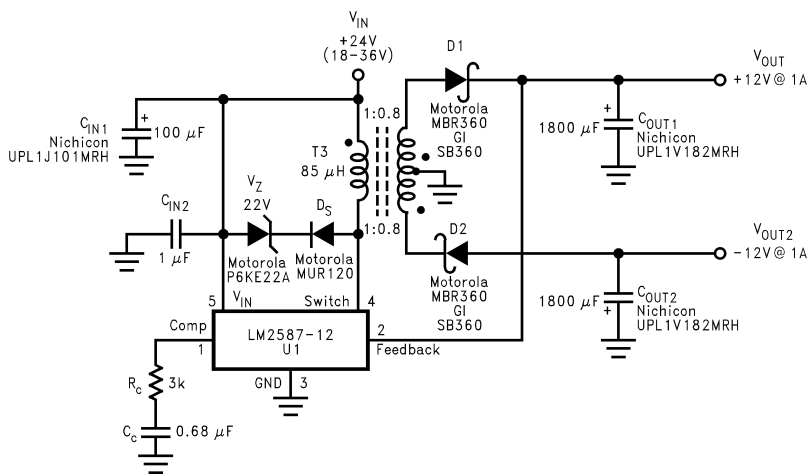 V_IN
+24V
(18-36V)
C_IN1
Nichicon
UPL1J101MRH
+
100 μF
1:0.8
T3
85 μH
1:0.8
D1
Motorola
MBR360
GI
SB360
V_OUT
+12V@ 1A
+
1800 μF
C_OUT1
Nichicon
UPL1V182MRH
C_IN2
1 μF
V_Z
22V
Motorola
P6KE22A
D_S
Motorola
MUR120
D2
Motorola
MBR360
GI
SB360
V_OUT2
-12V@ 1A
1800 μF
+
C_OUT2
Nichicon
UPL1V182MRH
5
V_IN
Switch
4
Comp
1
LM2587-12
U1
2
Feedback
GND
3
R_c
3k
C_c
0.68 μF